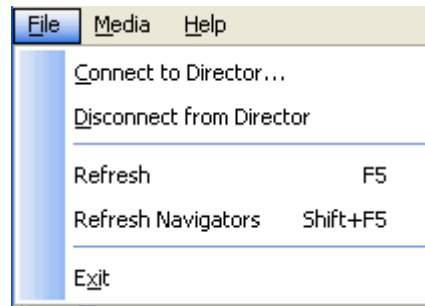 File Media Help
Connect to Director...
Disconnect from Director
Refresh F5
Refresh Navigators Shift+F5
Exit